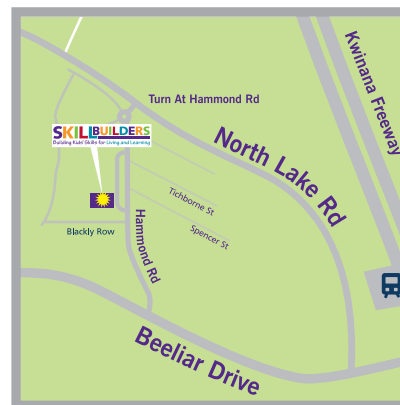 Kwinana Freeway
Turn At Hammond Rd
SKILLBUILDERS
Building Kids' Skills for Living and Learning
North Lake Rd
Tichborne St
Hammond Rd
Spencer St
Blackly Row
Beeliar Drive